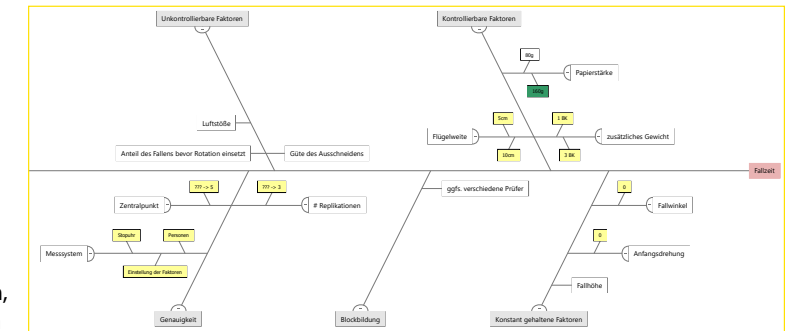 Unkontrollierbare Faktoren
Kontrollierbare Faktoren
80g
Papierstärke
160g
Luftstöße
5cm
1 BK
Flügelweite
zusätzliches Gewicht
Anteil des Fallens bevor Rotation einsetzt
Güte des Ausschneidens
10cm
3 BK
Fallzeit
??? -> 5
??? -> 3
ggfs. verschiedene Prüfer
0
Zentralpunkt
# Replikationen
Fallwinkel
Stopuhr
Personen
0
Messsystem
Anfangsdrehung
Einstellung der Faktoren
Fallhöhe
Genauigkeit
Blockbildung
Konstant gehaltene Faktoren